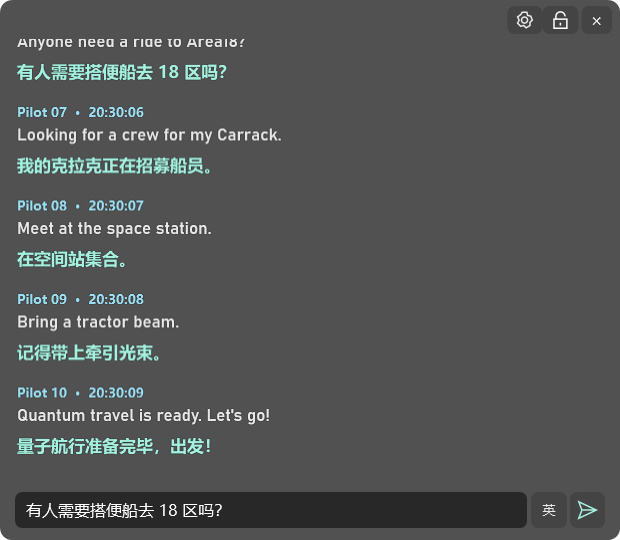 Anyone need a ride to Area18?
有人需要搭便船去 18 区吗？
Pilot 07 • 20:30:06
Looking for a crew for my Carrack.
我的克拉克正在招募船员。
Pilot 08 • 20:30:07
Meet at the space station.
在空间站集合。
Pilot 09 • 20:30:08
Bring a tractor beam.
记得带上牵引光束。
Pilot 10 • 20:30:09
Quantum travel is ready. Let's go!
量子航行准备完毕，出发！
有人需要搭便船去 18 区吗？
英